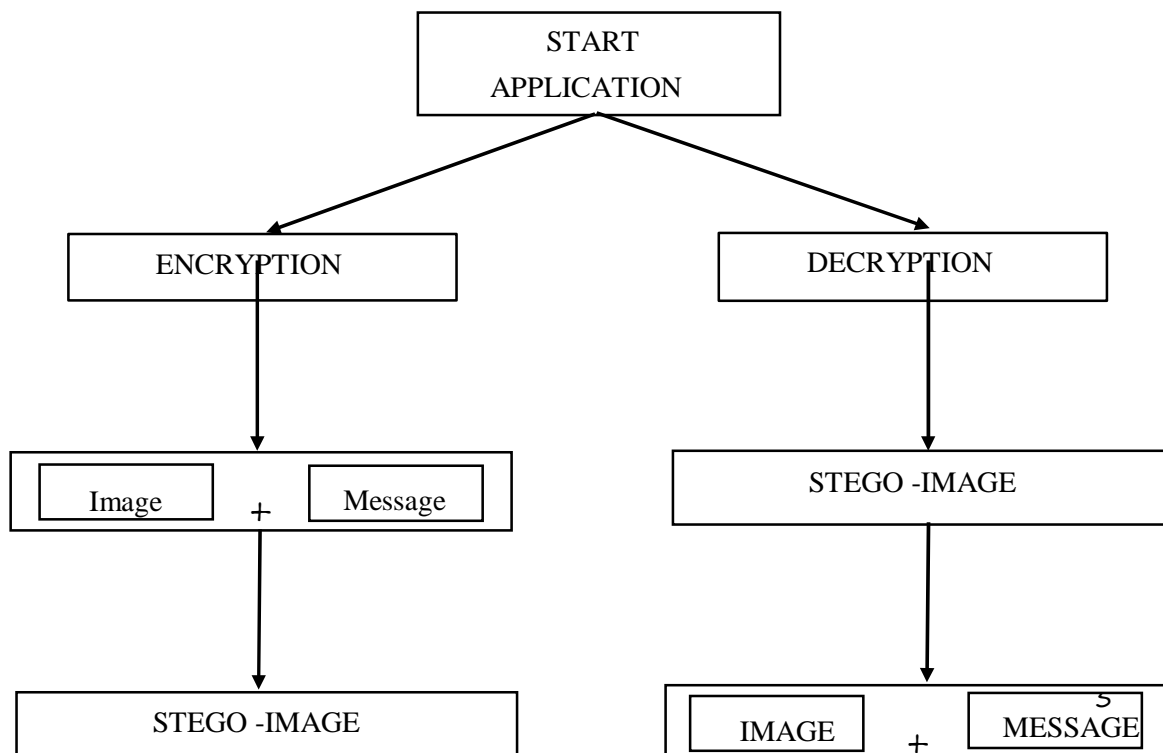 START
APPLICATION
ENCRYPTION
DECRYPTION
Image + Message
STEGO -IMAGE
STEGO -IMAGE
IMAGE + MESSAGE
s